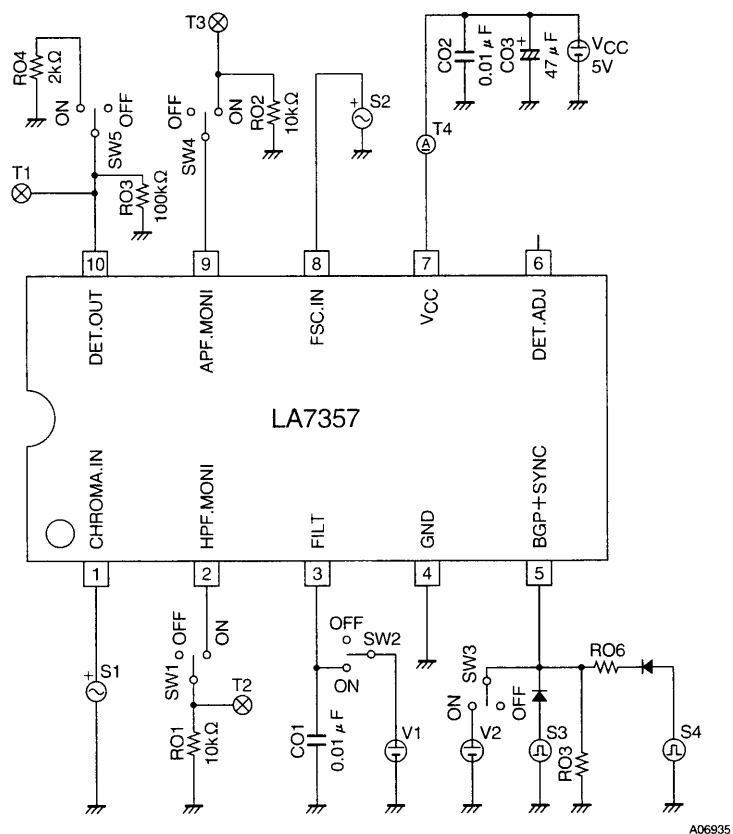 T3
RO4
2kΩ
ON
OFF
SW5
T1
RO3
100kΩ
OFF
ON
SW4
RO2
10kΩ
+
S2
CO2
0.01μF
CO3
+
47μF
VCC
5V
A
T4
10
9
8
7
6
DET.OUT
APF.MONI
FSC.IN
VCC
DET.ADJ
LA7357
CHROMA.IN
HPF.MONI
FILT
GND
BGP+SYNC
1
2
3
4
5
+
S1
OFF
ON
SW1
T2
RO1
10kΩ
OFF
SW2
ON
CO1
0.01μF
V1
SW3
ON
OFF
V2
S3
RO3
RO6
S4
A06935